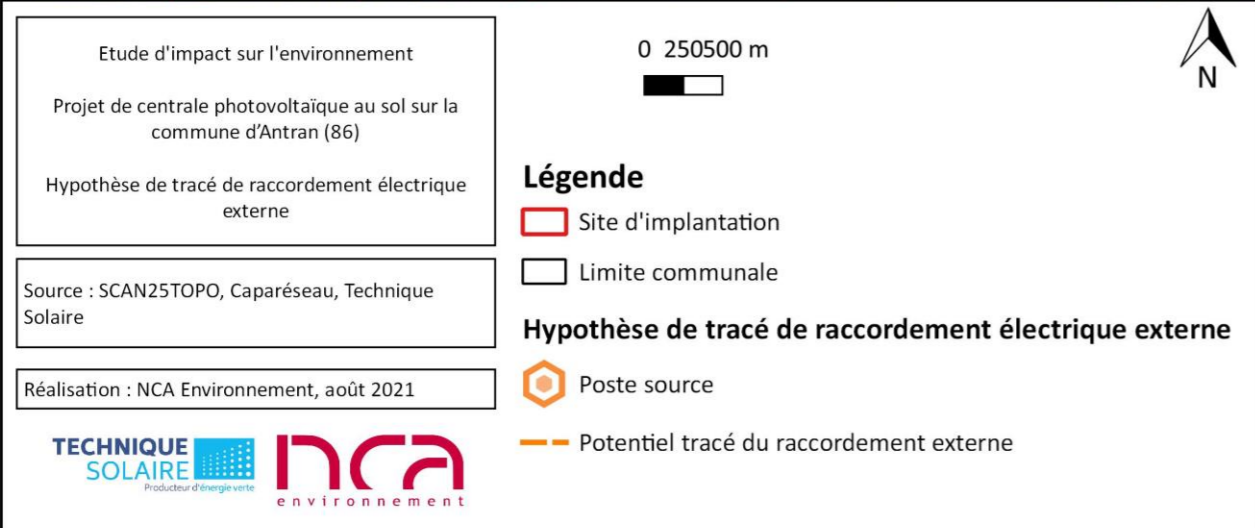 Etude d'impact sur l'environnement
Projet de centrale photovoltaïque au sol sur la
commune d'Antran (86)
Hypothèse de tracé de raccordement électrique
externe
Source : SCAN25TOPO, Caparéseau, Technique
Solaire
Réalisation : NCA Environnement, août 2021
TECHNIQUE
SOLAIRE
Producteur d'énergie verte
nca
environnement
0 250500 m
N
Légende
Site d'implantation
Limite communale
Hypothèse de tracé de raccordement électrique externe
Poste source
Potentiel tracé du raccordement externe